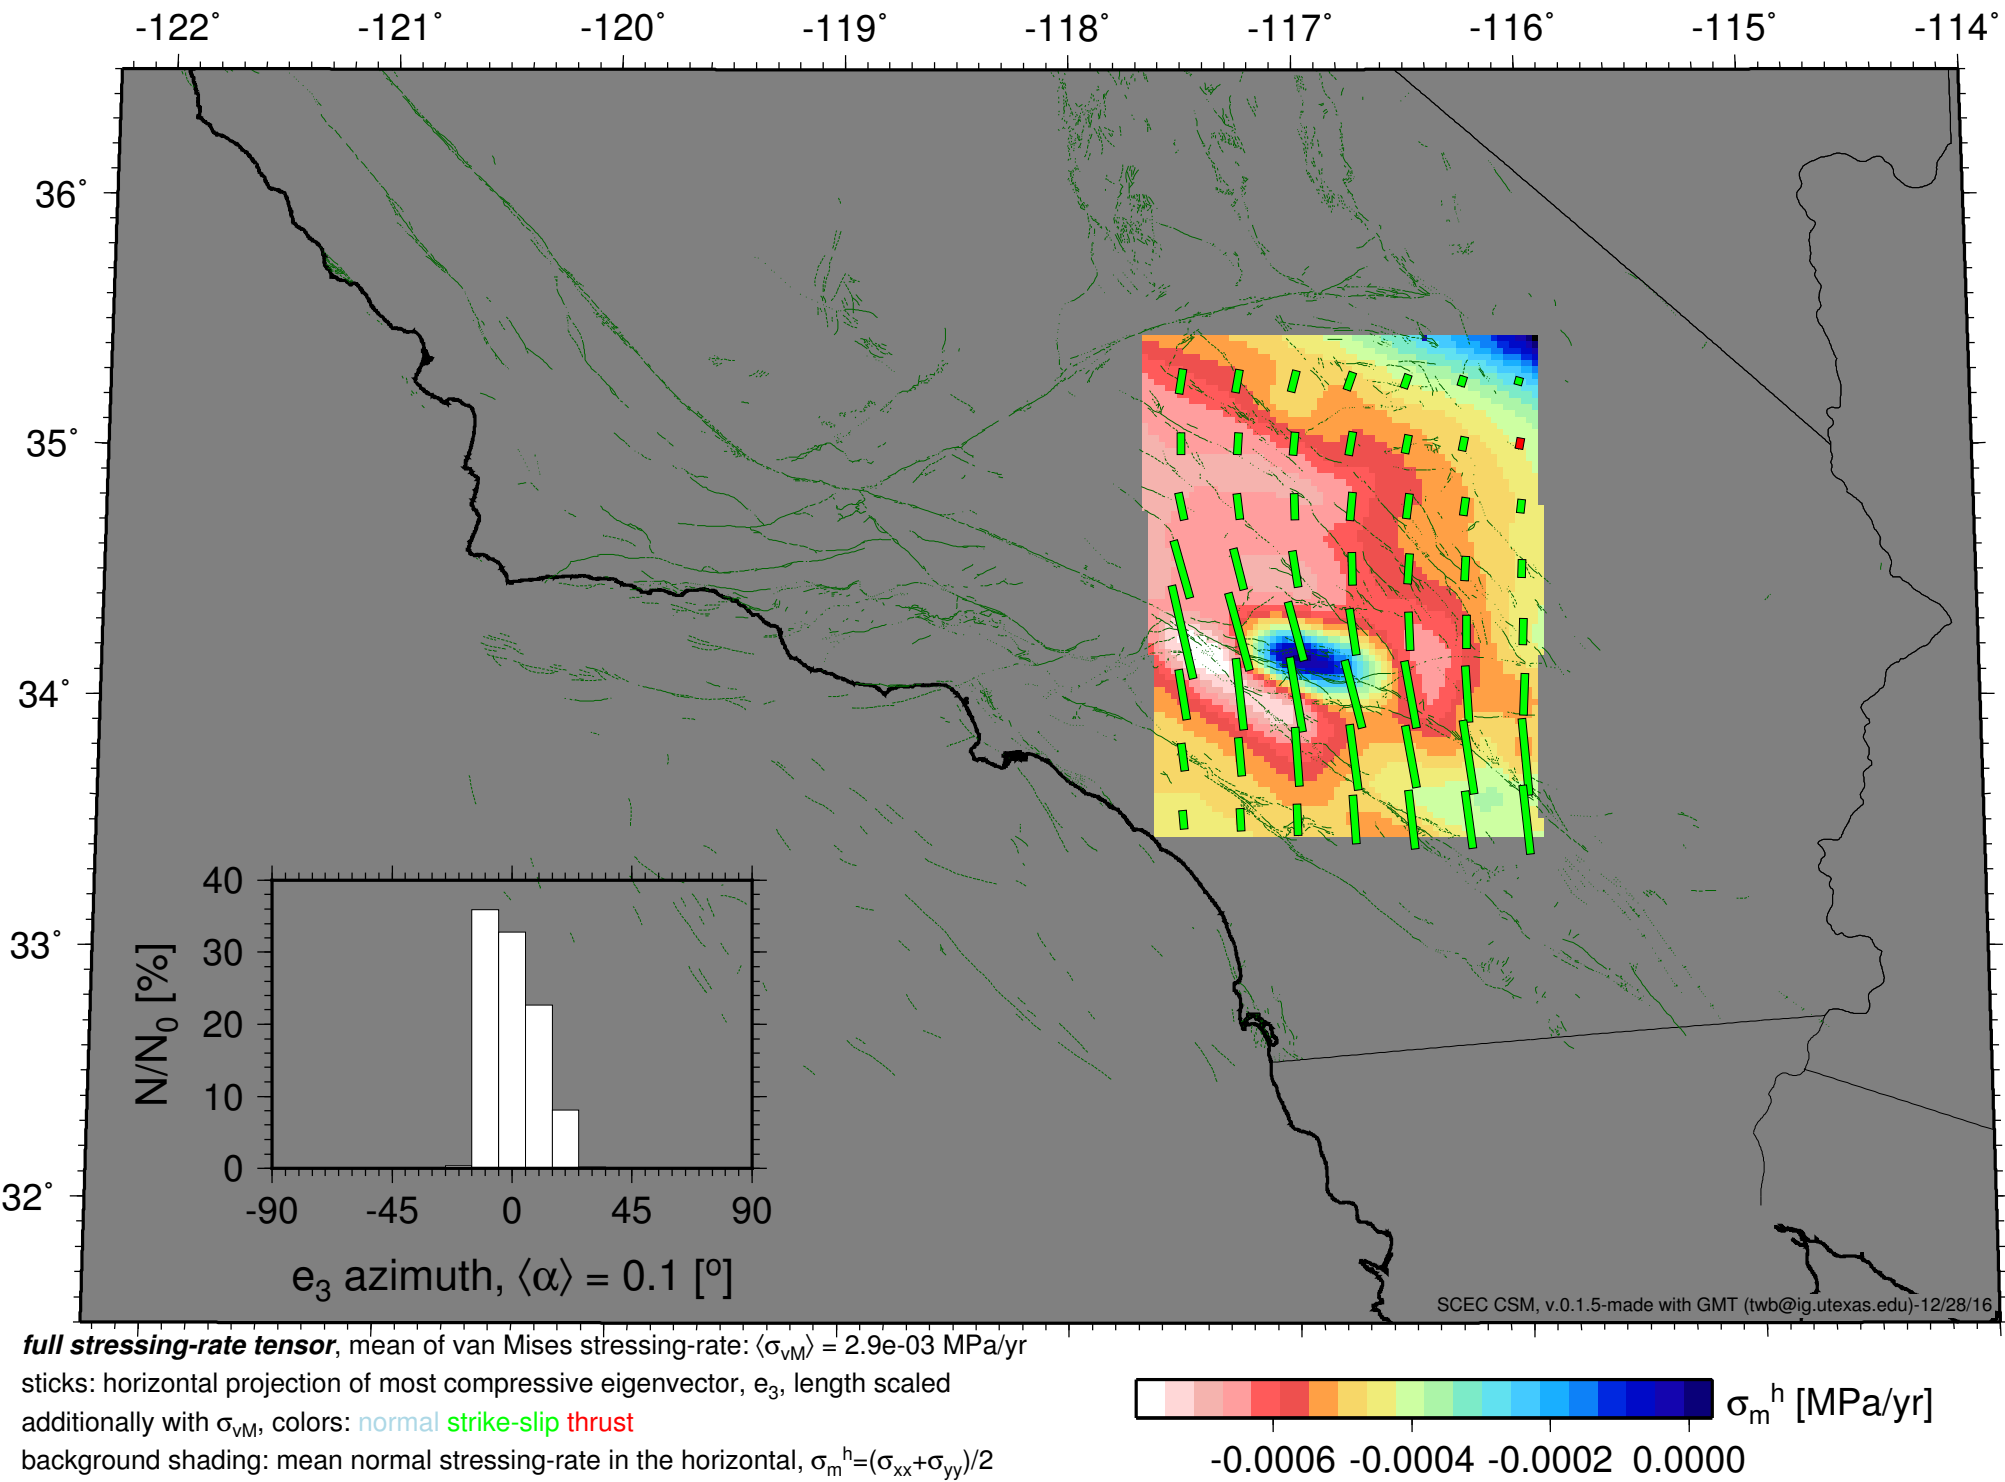 -122˚ -121˚ -120˚ -119˚ -118˚ -117˚ -116˚ -115˚ -114˚
36˚
35˚
34˚
33˚
32˚
40
30
20
10
0
N/N₀ [%]
-90 -45 0 45 90
e₃ azimuth, ⟨α⟩ = 0.1 [º]
SCEC CSM, v.0.1.5-made with GMT (twb@ig.utexas.edu)-12/28/16
full stressing-rate tensor, mean of van Mises stressing-rate: ⟨σvM⟩ = 2.9e-03 MPa/yr
sticks: horizontal projection of most compressive eigenvector, e₃, length scaled
additionally with σvM, colors: normal strike-slip thrust
background shading: mean normal stressing-rate in the horizontal, σmʰ=(σxx+σyy)/2
σmʰ [MPa/yr]
-0.0006 -0.0004 -0.0002 0.0000